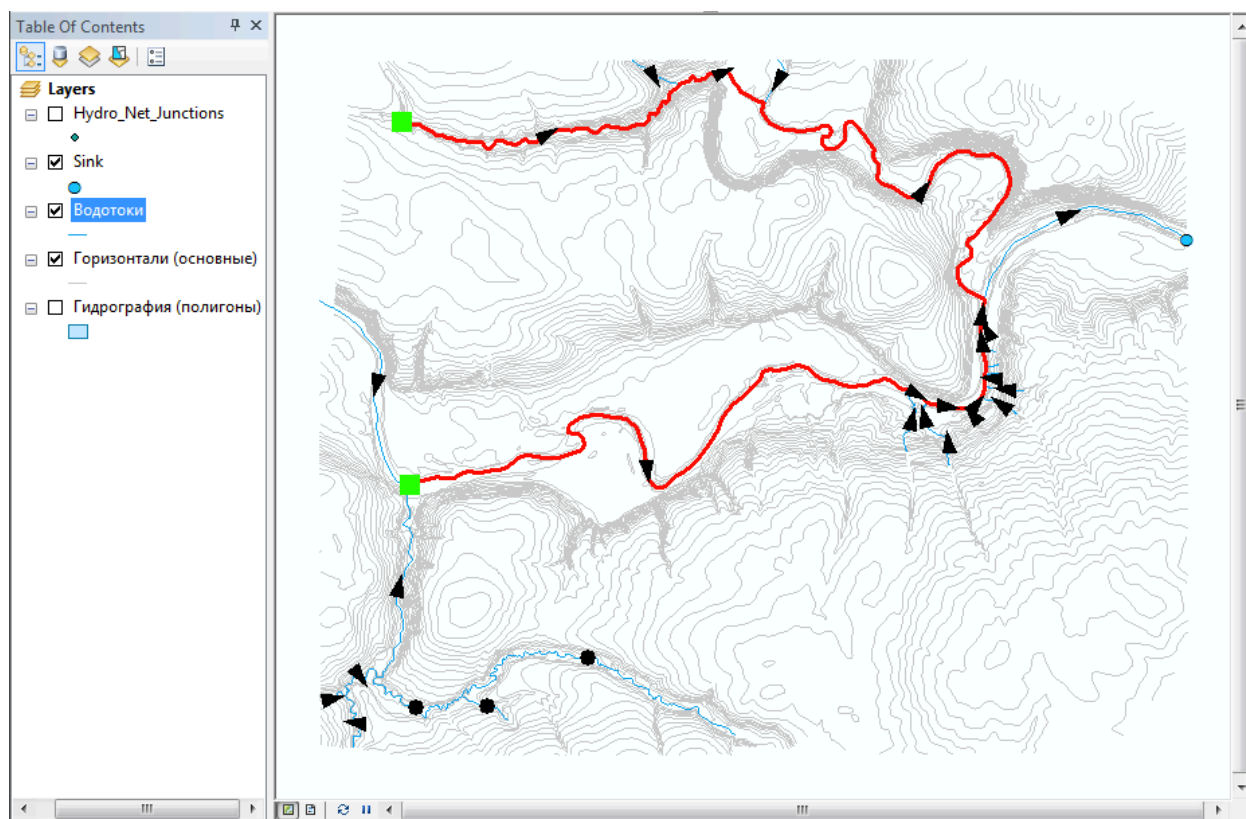 Table Of Contents
Layers
Hydro_Net_Junctions
Sink
Водотоки
Горизонтали (основные)
Гидрография (полигоны)